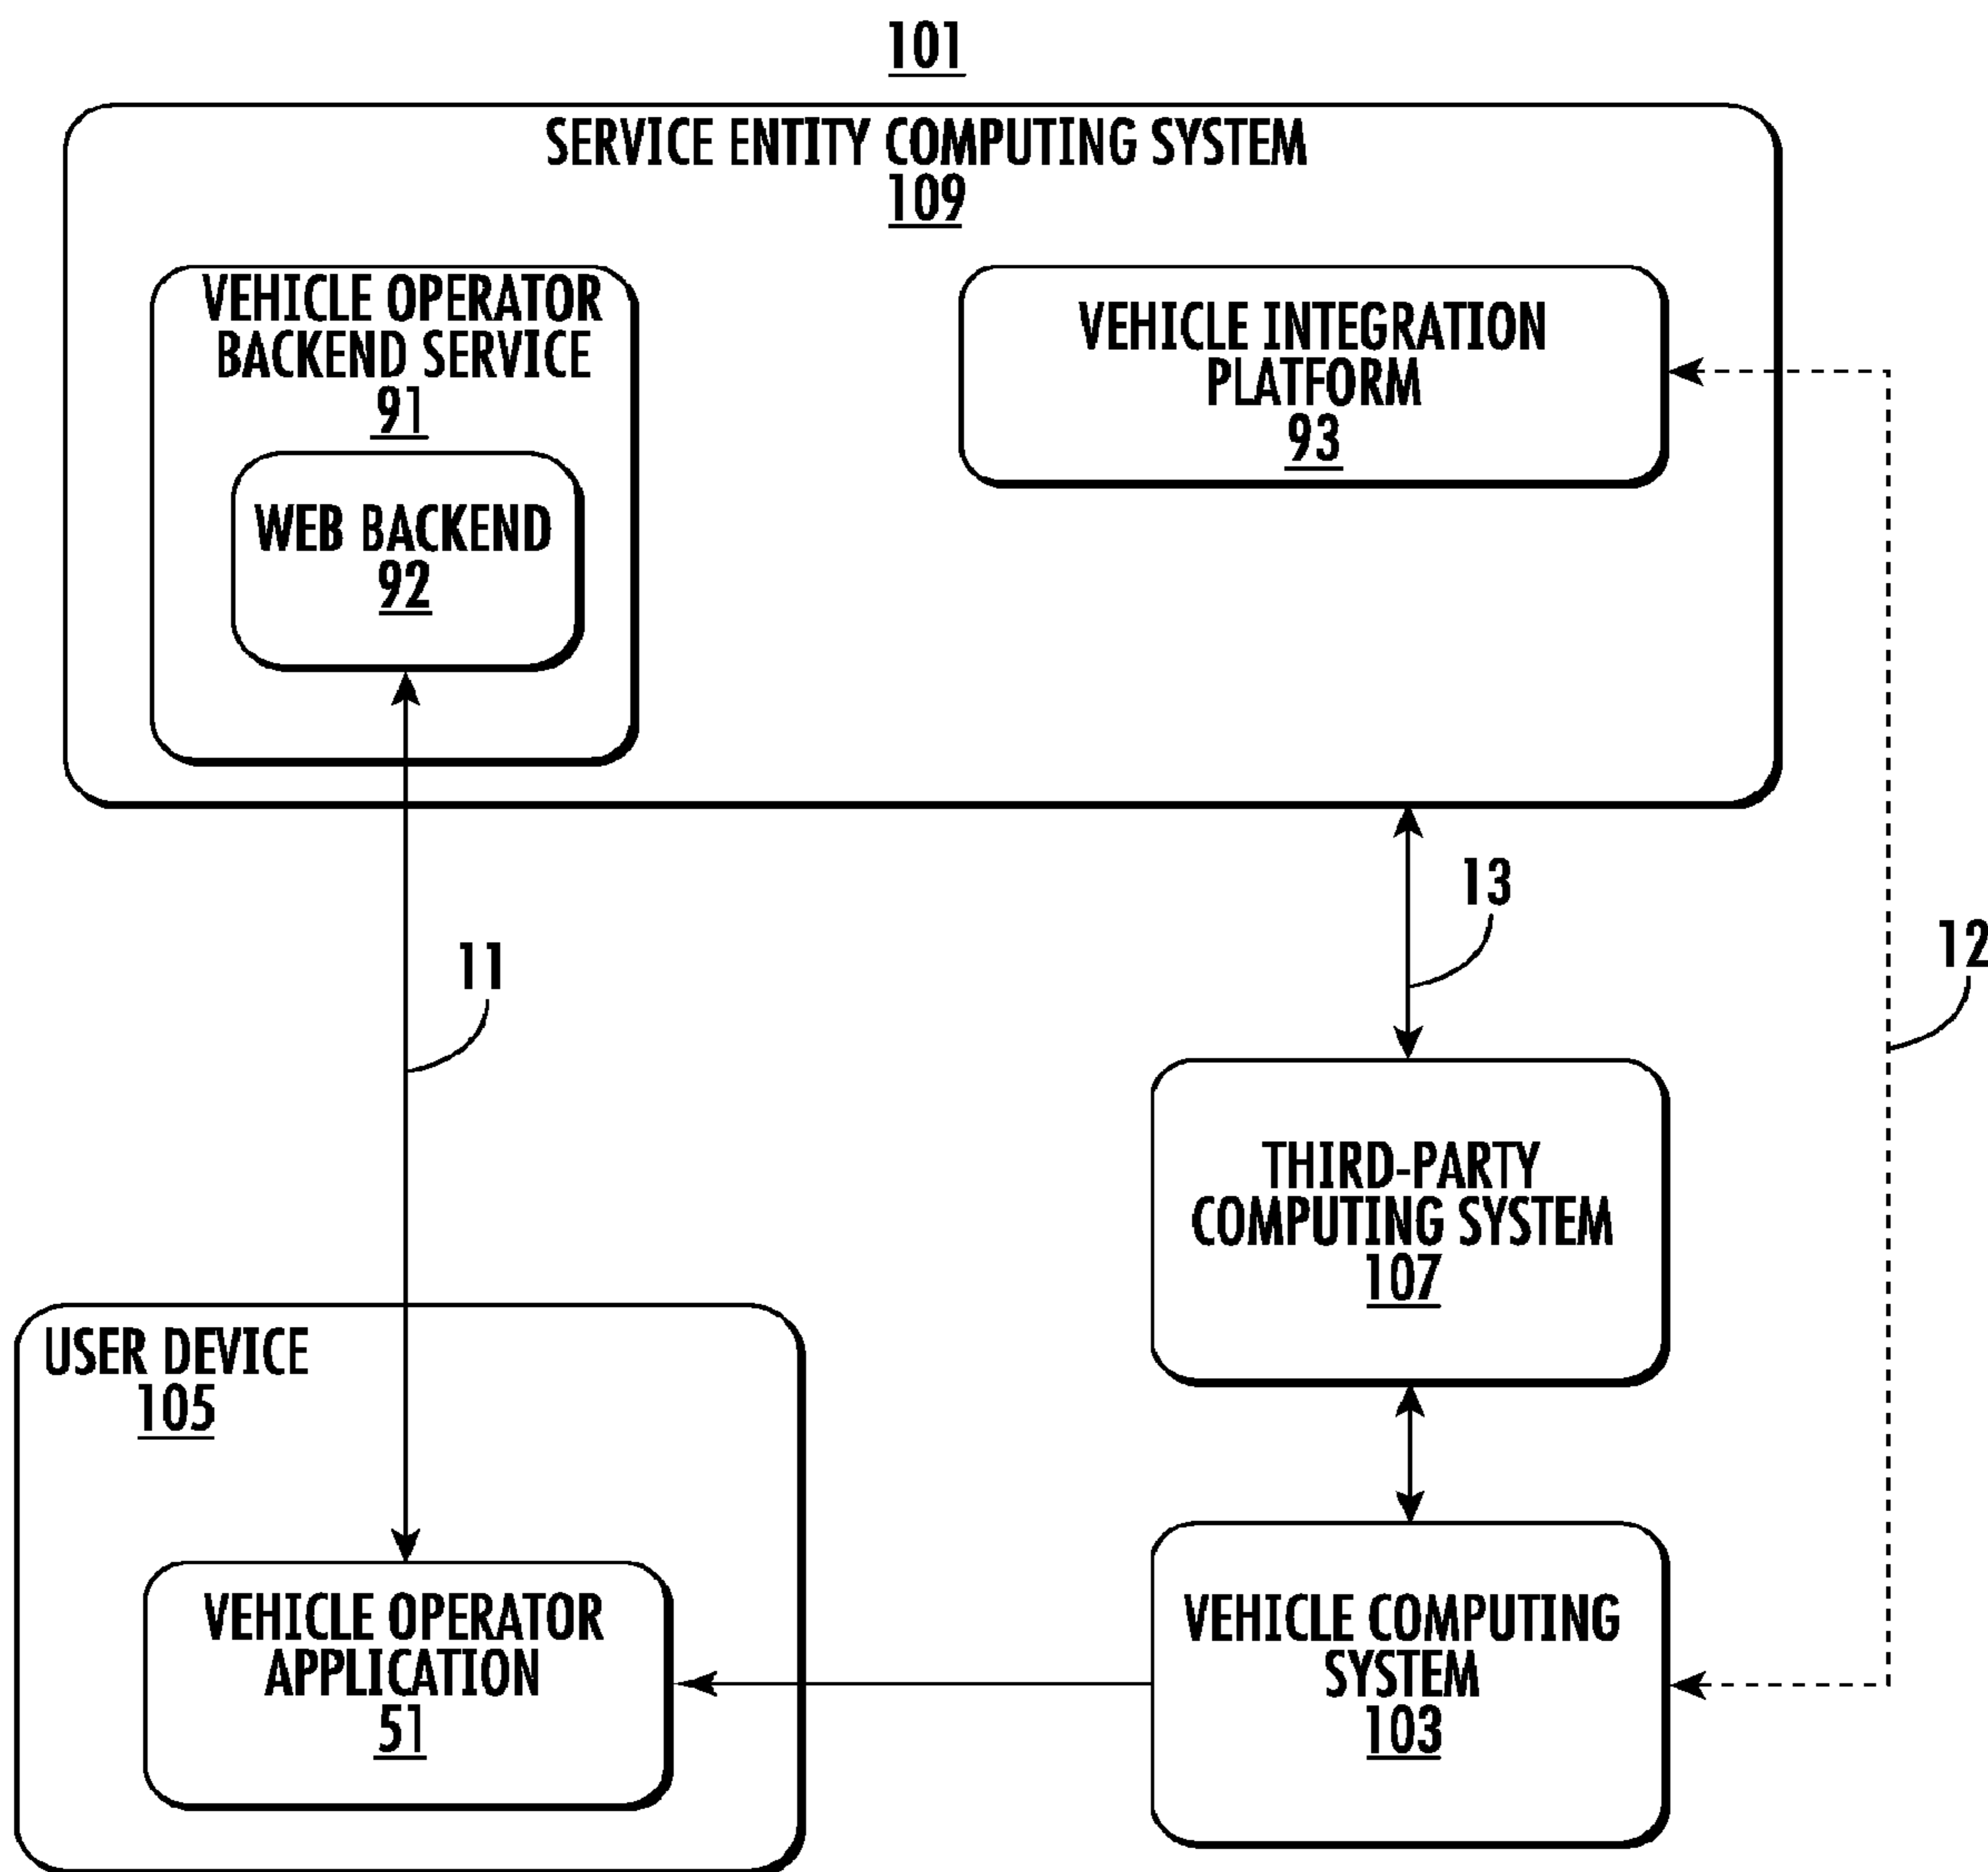 101
SERVICE ENTITY COMPUTING SYSTEM
109
VEHICLE OPERATOR
BACKEND SERVICE
91
WEB BACKEND
92
VEHICLE INTEGRATION
PLATFORM
93
11
13
12
THIRD-PARTY
COMPUTING SYSTEM
107
USER DEVICE
105
VEHICLE OPERATOR
APPLICATION
51
VEHICLE COMPUTING
SYSTEM
103